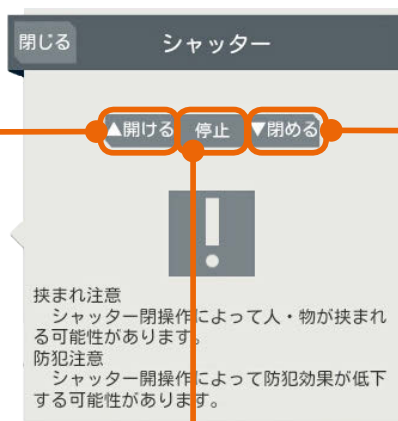 閉じる
シャッター
▲開ける 停止 ▼閉める
!
挟まれ注意
　シャッター閉操作によって人・物が挟まれ
る可能性があります。
防犯注意
　シャッター開操作によって防犯効果が低下
する可能性があります。